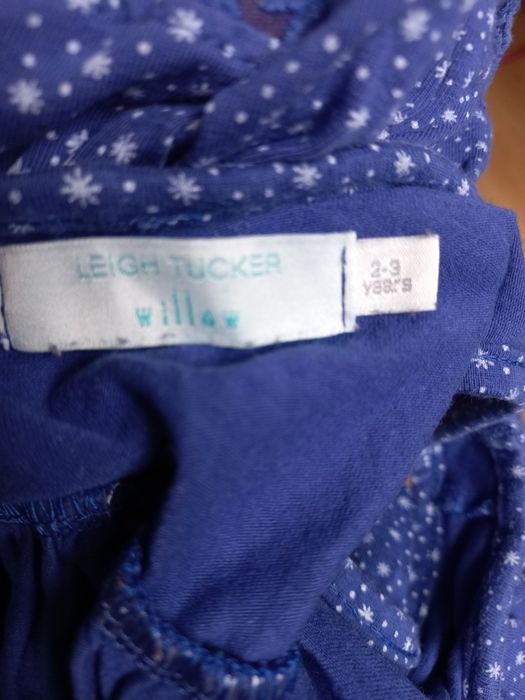 LEIGH TUCKER
willow
2-3
years